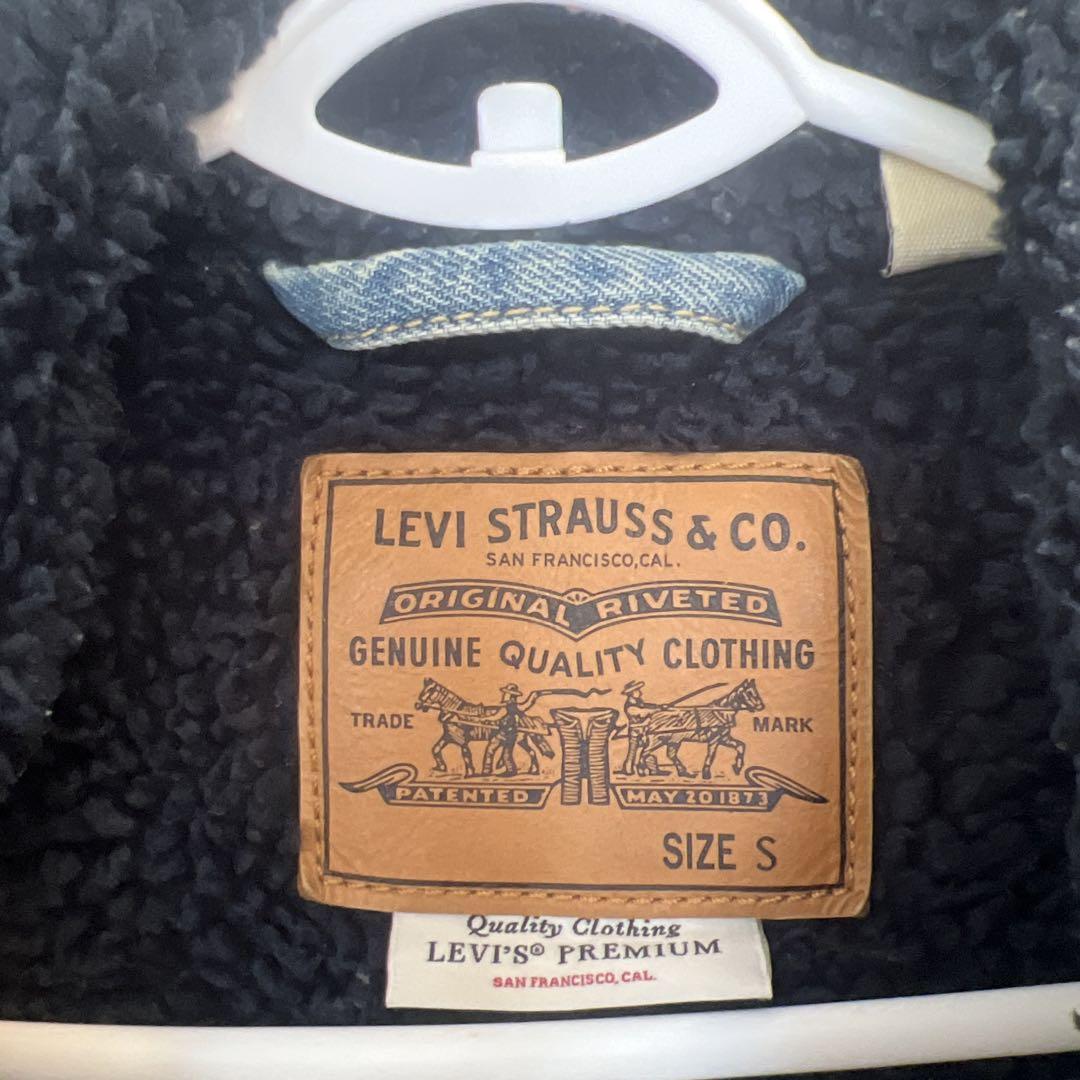 LEVI STRAUSS & CO.
SAN FRANCISCO, CAL.
ORIGINAL RIVETED
GENUINE QUALITY CLOTHING
TRADE MARK
PATENTED MAY 20 1873
SIZE S
Quality Clothing
LEVI'S® PREMIUM
SAN FRANCISCO, CAL.